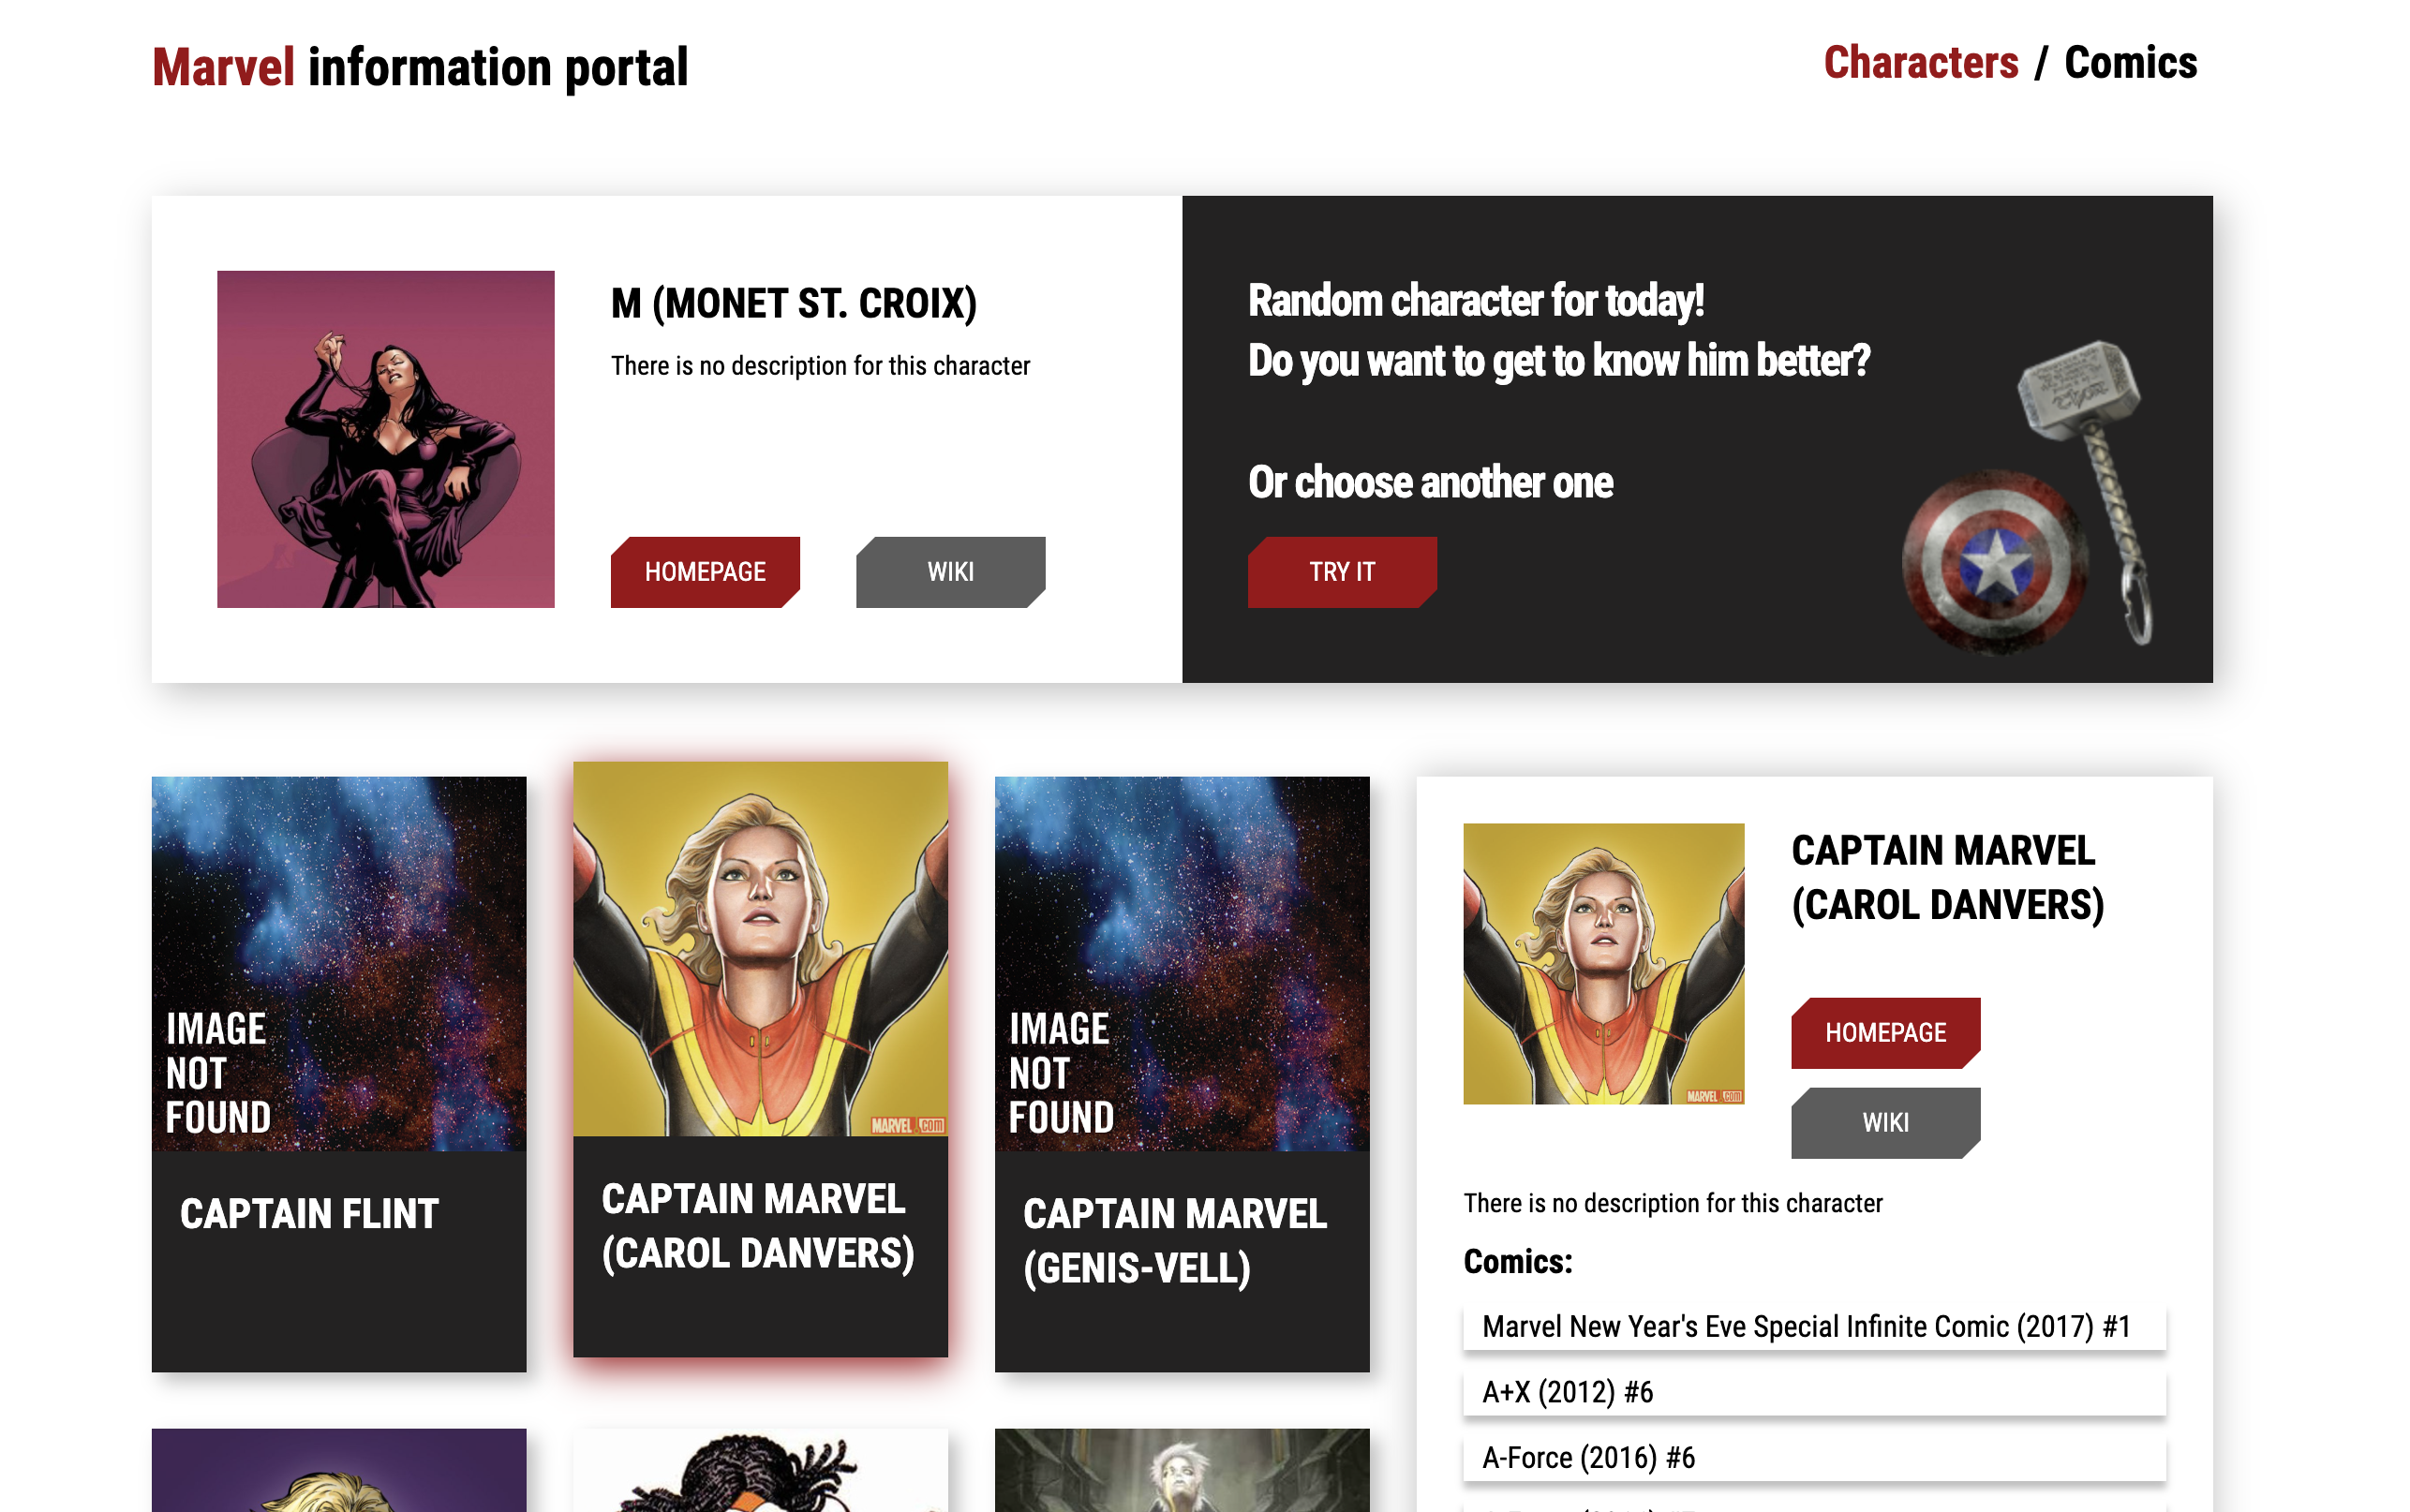 Marvel information portal
Characters / Comics
M (MONET ST. CROIX)
There is no description for this character
HOMEPAGE
WIKI
Random character for today!
Do you want to get to know him better?
Or choose another one
TRY IT
IMAGE
NOT
FOUND
CAPTAIN FLINT
MARVEL.com
CAPTAIN MARVEL
(CAROL DANVERS)
IMAGE
NOT
FOUND
CAPTAIN MARVEL
(GENIS-VELL)
MARVEL.com
CAPTAIN MARVEL
(CAROL DANVERS)
HOMEPAGE
WIKI
There is no description for this character
Comics:
Marvel New Year's Eve Special Infinite Comic (2017) #1
A+X (2012) #6
A-Force (2016) #6